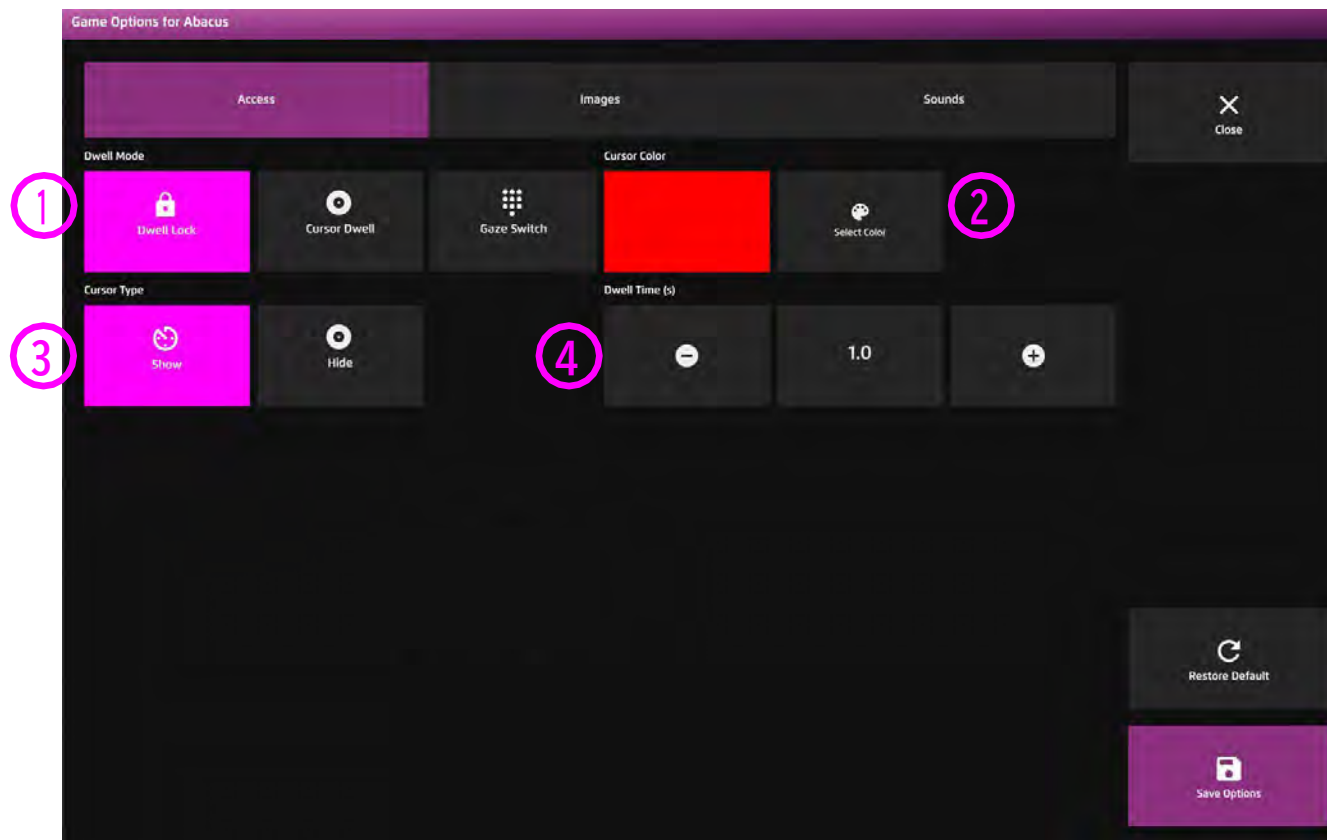 Game Options for Abacus
Access Images Sounds
Close
Dwell Mode Cursor Color
1 Dwell Lock Cursor Dwell Gaze Switch Select Color 2
Cursor Type Dwell Time (s)
3 Show Hide 4 1.0
Restore Default
Save Options